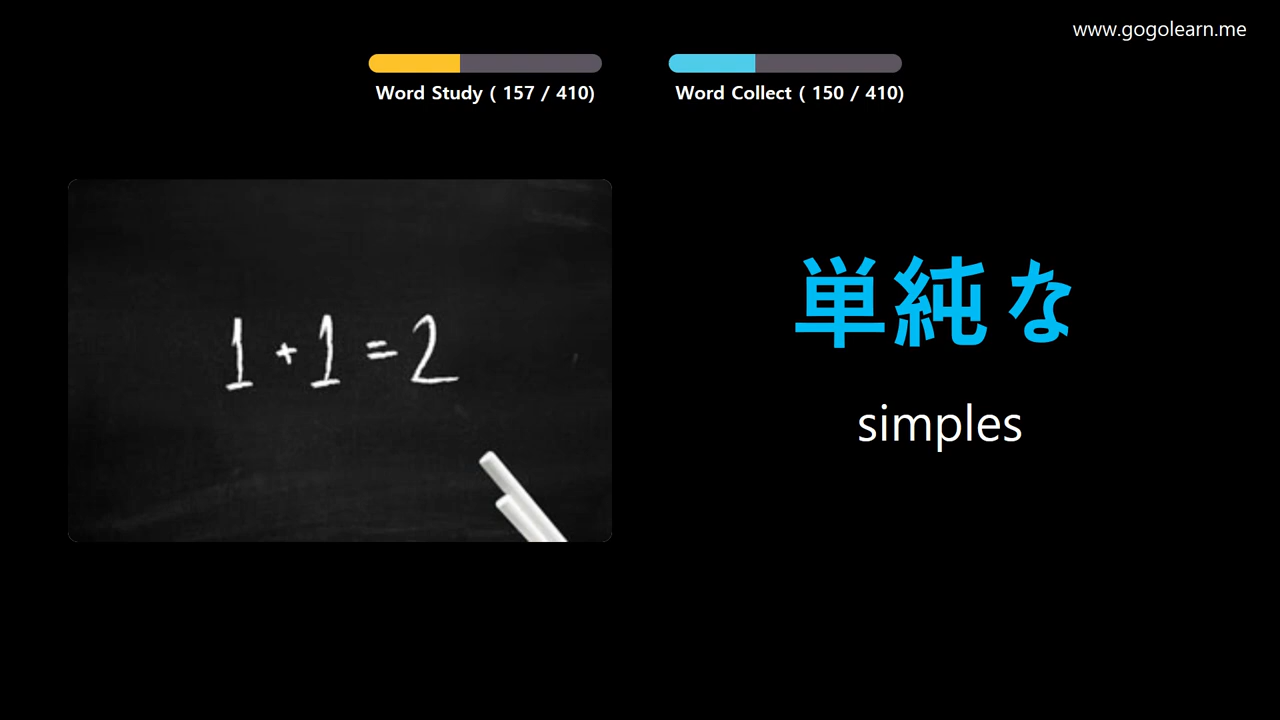 www.gogolearn.me
Word Study ( 157 / 410)
Word Collect ( 150 / 410)
1 + 1 = 2
単純な
simples